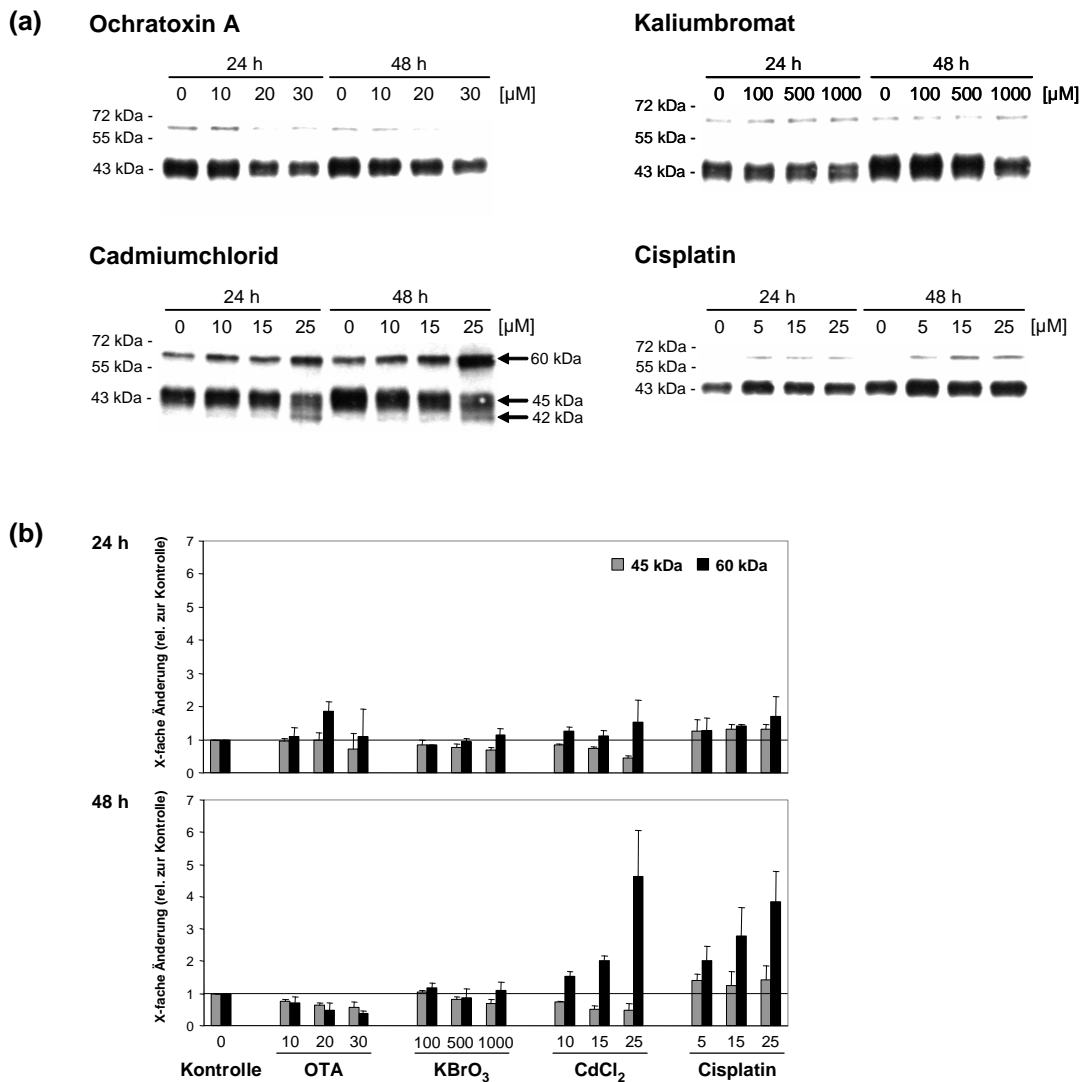 (a)
Ochratoxin A
24 h 48 h
0 10 20 30 0 10 20 30 [µM]
72 kDa -
55 kDa -
43 kDa -
Kaliumbromat
24 h 48 h
0 100 500 1000 0 100 500 1000 [µM]
72 kDa -
55 kDa -
43 kDa -
Cadmiumchlorid
24 h 48 h
0 10 15 25 0 10 15 25 [µM]
72 kDa -
55 kDa -
43 kDa -
60 kDa
45 kDa
42 kDa
Cisplatin
24 h 48 h
0 5 15 25 0 5 15 25 [µM]
72 kDa -
55 kDa -
43 kDa -
(b)
24 h
X-fache Änderung (rel. zur Kontrolle)
7
6
5
4
3
2
1
0
45 kDa 60 kDa
48 h
X-fache Änderung (rel. zur Kontrolle)
7
6
5
4
3
2
1
0
0 10 20 30 100 500 1000 10 15 25 5 15 25
Kontrolle OTA KBrO₃ CdCl₂ Cisplatin